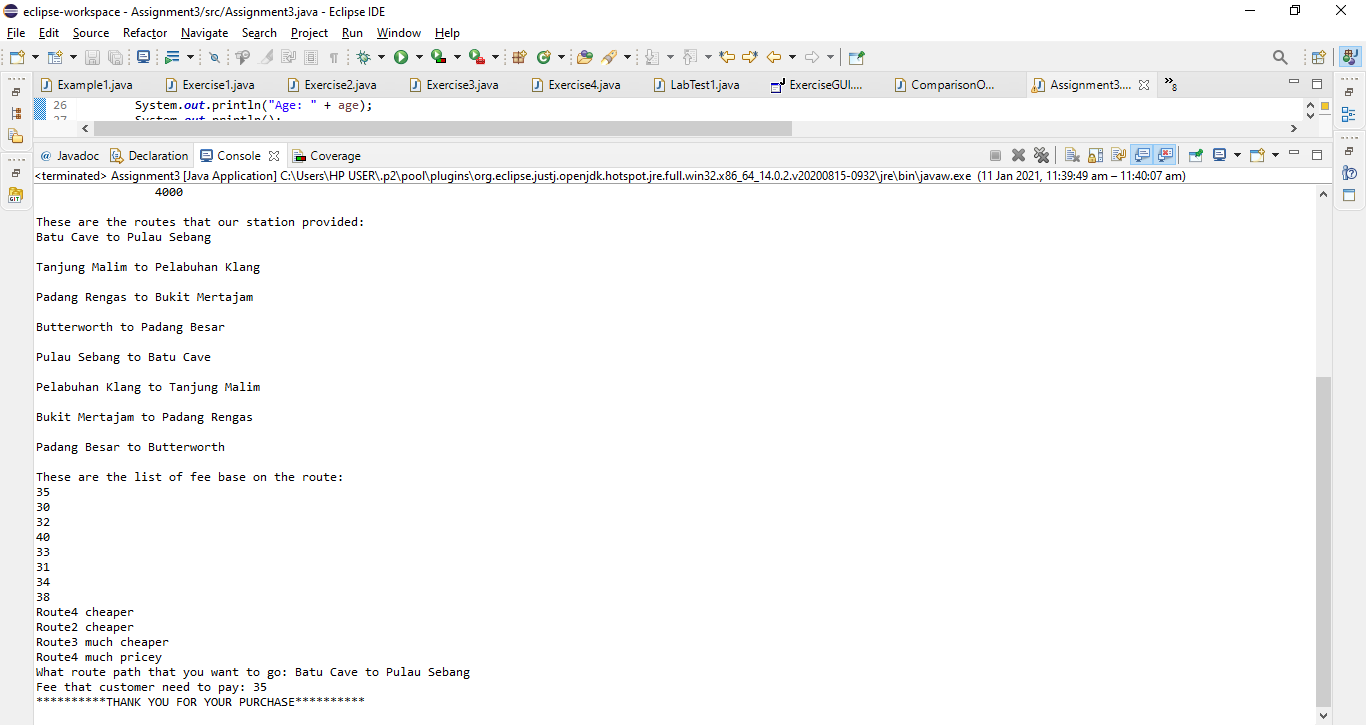 eclipse-workspace - Assignment3/src/Assignment3.java - Eclipse IDE
File Edit Source Refactor Navigate Search Project Run Window Help
Example1.java Exercise1.java Exercise2.java Exercise3.java Exercise4.java LabTest1.java ExerciseGUI.... ComparisonO... Assignment3.... »8
26 System.out.println("Age: " + age);
27 System.out.println();
@ Javadoc Declaration Console Coverage
<terminated> Assignment3 [Java Application] C:\Users\HP USER\.p2\pool\plugins\org.eclipse.justj.openjdk.hotspot.jre.full.win32.x86_64_14.0.2.v20200815-0932\jre\bin\javaw.exe (11 Jan 2021, 11:39:49 am – 11:40:07 am)
4000
These are the routes that our station provided:
Batu Cave to Pulau Sebang
Tanjung Malim to Pelabuhan Klang
Padang Rengas to Bukit Mertajam
Butterworth to Padang Besar
Pulau Sebang to Batu Cave
Pelabuhan Klang to Tanjung Malim
Bukit Mertajam to Padang Rengas
Padang Besar to Butterworth
These are the list of fee base on the route:
35
30
32
40
33
31
34
38
Route4 cheaper
Route2 cheaper
Route3 much cheaper
Route4 much pricey
What route path that you want to go: Batu Cave to Pulau Sebang
Fee that customer need to pay: 35
**********THANK YOU FOR YOUR PURCHASE**********